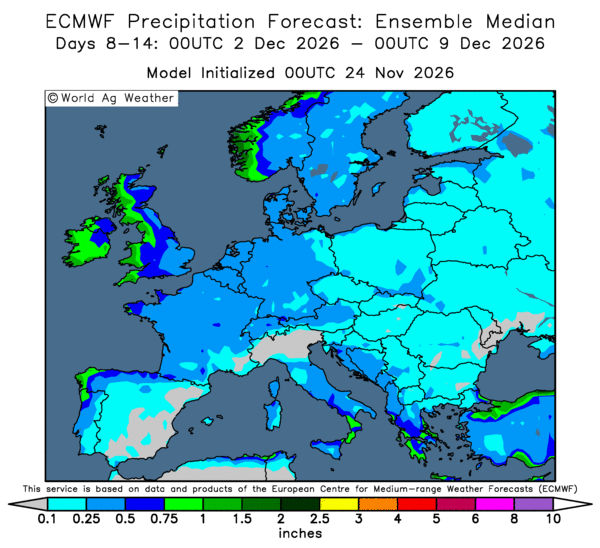 ECMWF Precipitation Forecast: Ensemble Median
Days 8-14: 00UTC 2 Dec 2026 - 00UTC 9 Dec 2026
Model Initialized 00UTC 24 Nov 2026
© World Ag Weather
This service is based on data and products of the European Centre for Medium-range Weather Forecasts (ECMWF)
0.1 0.25 0.5 0.75 1 1.5 2 2.5 3 4 5 6 8 10
inches